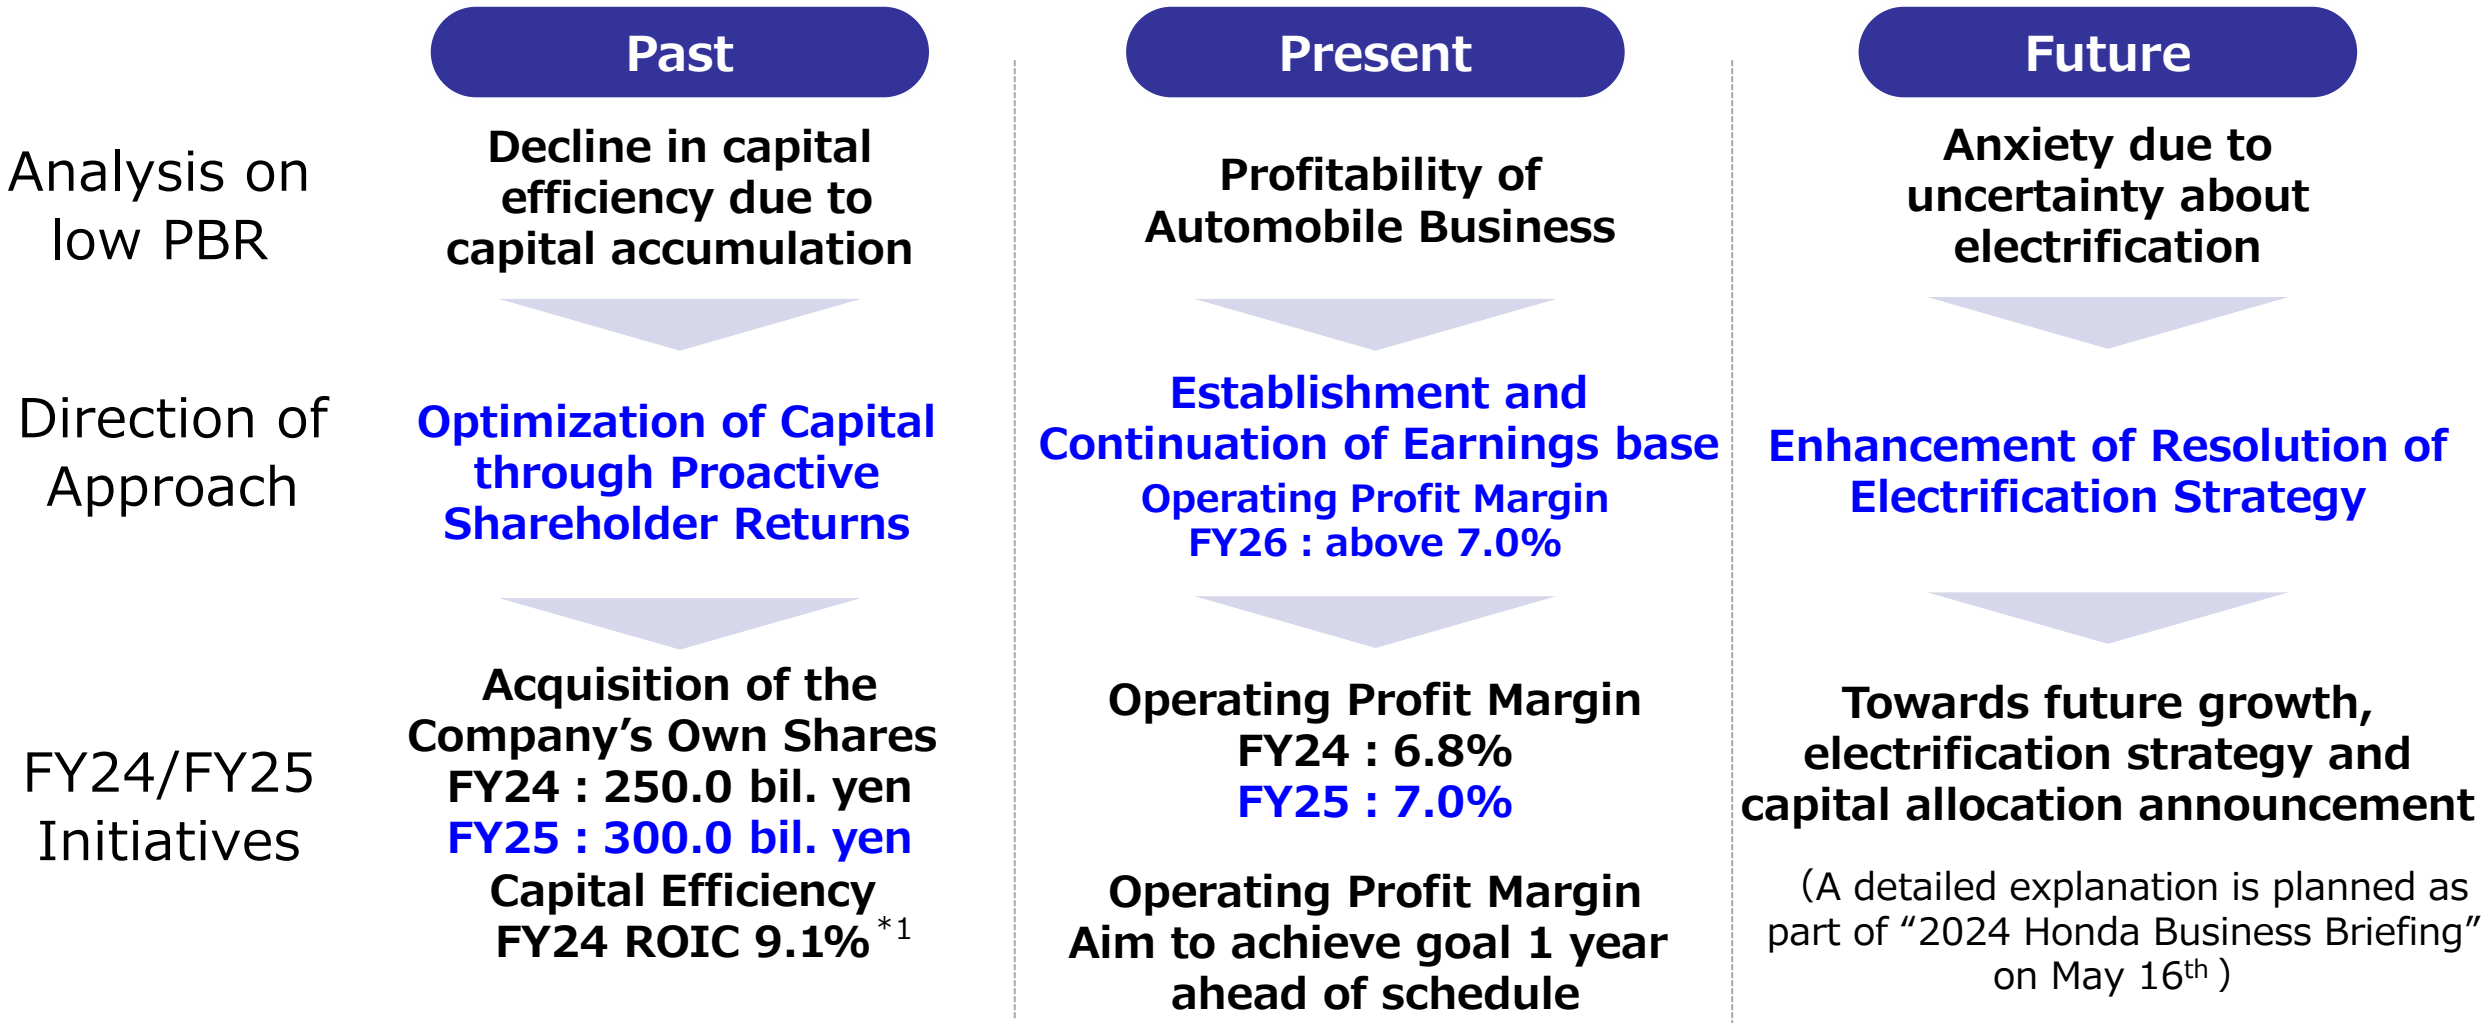 Past
Present
Future
Analysis on
low PBR
Decline in capital
efficiency due to
capital accumulation
Profitability of
Automobile Business
Anxiety due to
uncertainty about
electrification
Direction of
Approach
Optimization of Capital
through Proactive
Shareholder Returns
Establishment and
Continuation of Earnings base
Operating Profit Margin
FY26 : above 7.0%
Enhancement of Resolution of
Electrification Strategy
FY24/FY25
Initiatives
Acquisition of the
Company’s Own Shares
FY24 : 250.0 bil. yen
FY25 : 300.0 bil. yen
Capital Efficiency
FY24 ROIC 9.1% *1
Operating Profit Margin
FY24 : 6.8%
FY25 : 7.0%
Operating Profit Margin
Aim to achieve goal 1 year
ahead of schedule
Towards future growth,
electrification strategy and
capital allocation announcement
（A detailed explanation is planned as
part of “2024 Honda Business Briefing”
on May 16th）